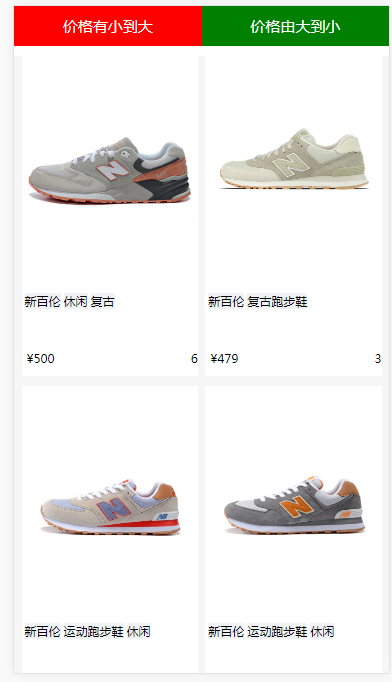 价格有小到大
价格由大到小
新百伦 休闲 复古
新百伦 复古跑步鞋
¥500 6
¥479 3
新百伦 运动跑步鞋 休闲
新百伦 运动跑步鞋 休闲